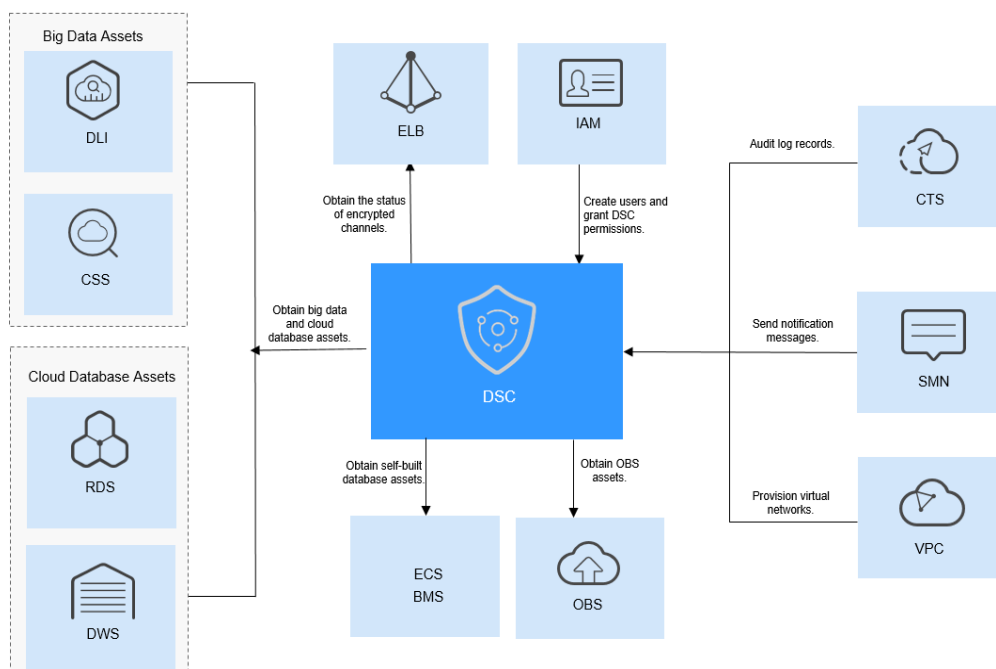 Big Data Assets
DLI
CSS
Cloud Database Assets
RDS
DWS
Obtain big data
and cloud
database assets.
ELB
Obtain the status
of encrypted
channels.
IAM
Create users and
grant DSC
permissions.
DSC
Obtain self-built
database assets.
ECS
BMS
Obtain OBS
assets.
OBS
Audit log records.
CTS
Send notification
messages.
SMN
Provision virtual
networks.
VPC